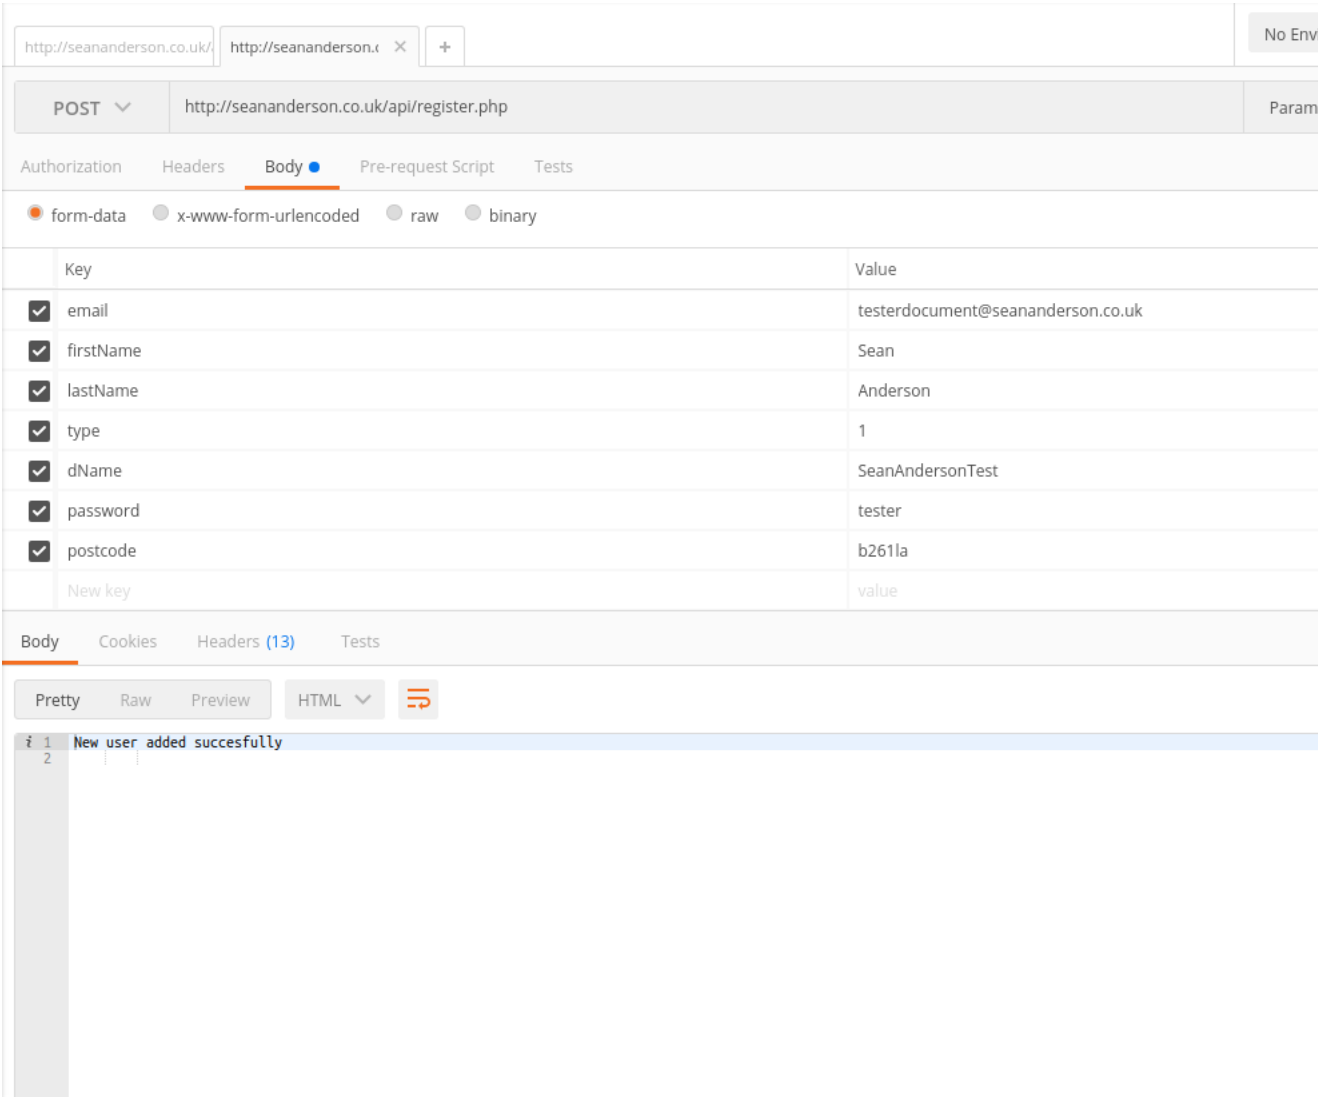 http://seananderson.co.uk/ http://seananderson.c No Env
POST http://seananderson.co.uk/api/register.php Param
Authorization Headers Body Pre-request Script Tests
form-data x-www-form-urlencoded raw binary
Key Value
email testerdocument@seananderson.co.uk
firstName Sean
lastName Anderson
type 1
dName SeanAndersonTest
password tester
postcode b261la
New key value
Body Cookies Headers (13) Tests
Pretty Raw Preview HTML
i 1 New user added succesfully
2